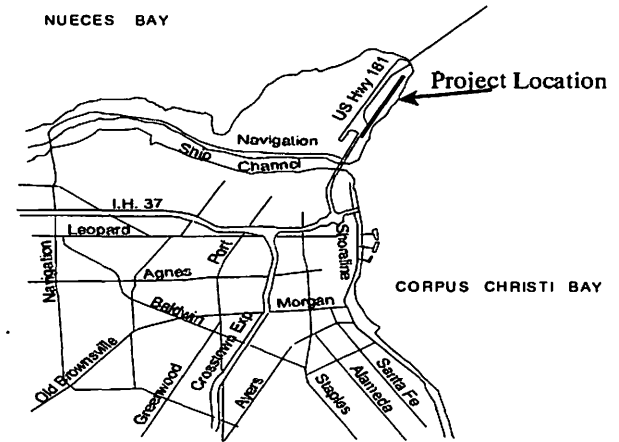 NUECES BAY
US Hwy 181
Project Location
Navigation
Ship Channel
I.H. 37
Leopard
Port
Shoreline
Navigation
Agnes
CORPUS CHRISTI BAY
Baldwin
Morgan
Crosstown Exp.
Old Brownsville
Greenwood
Ayers
Staples
Alameda
Santa Fe